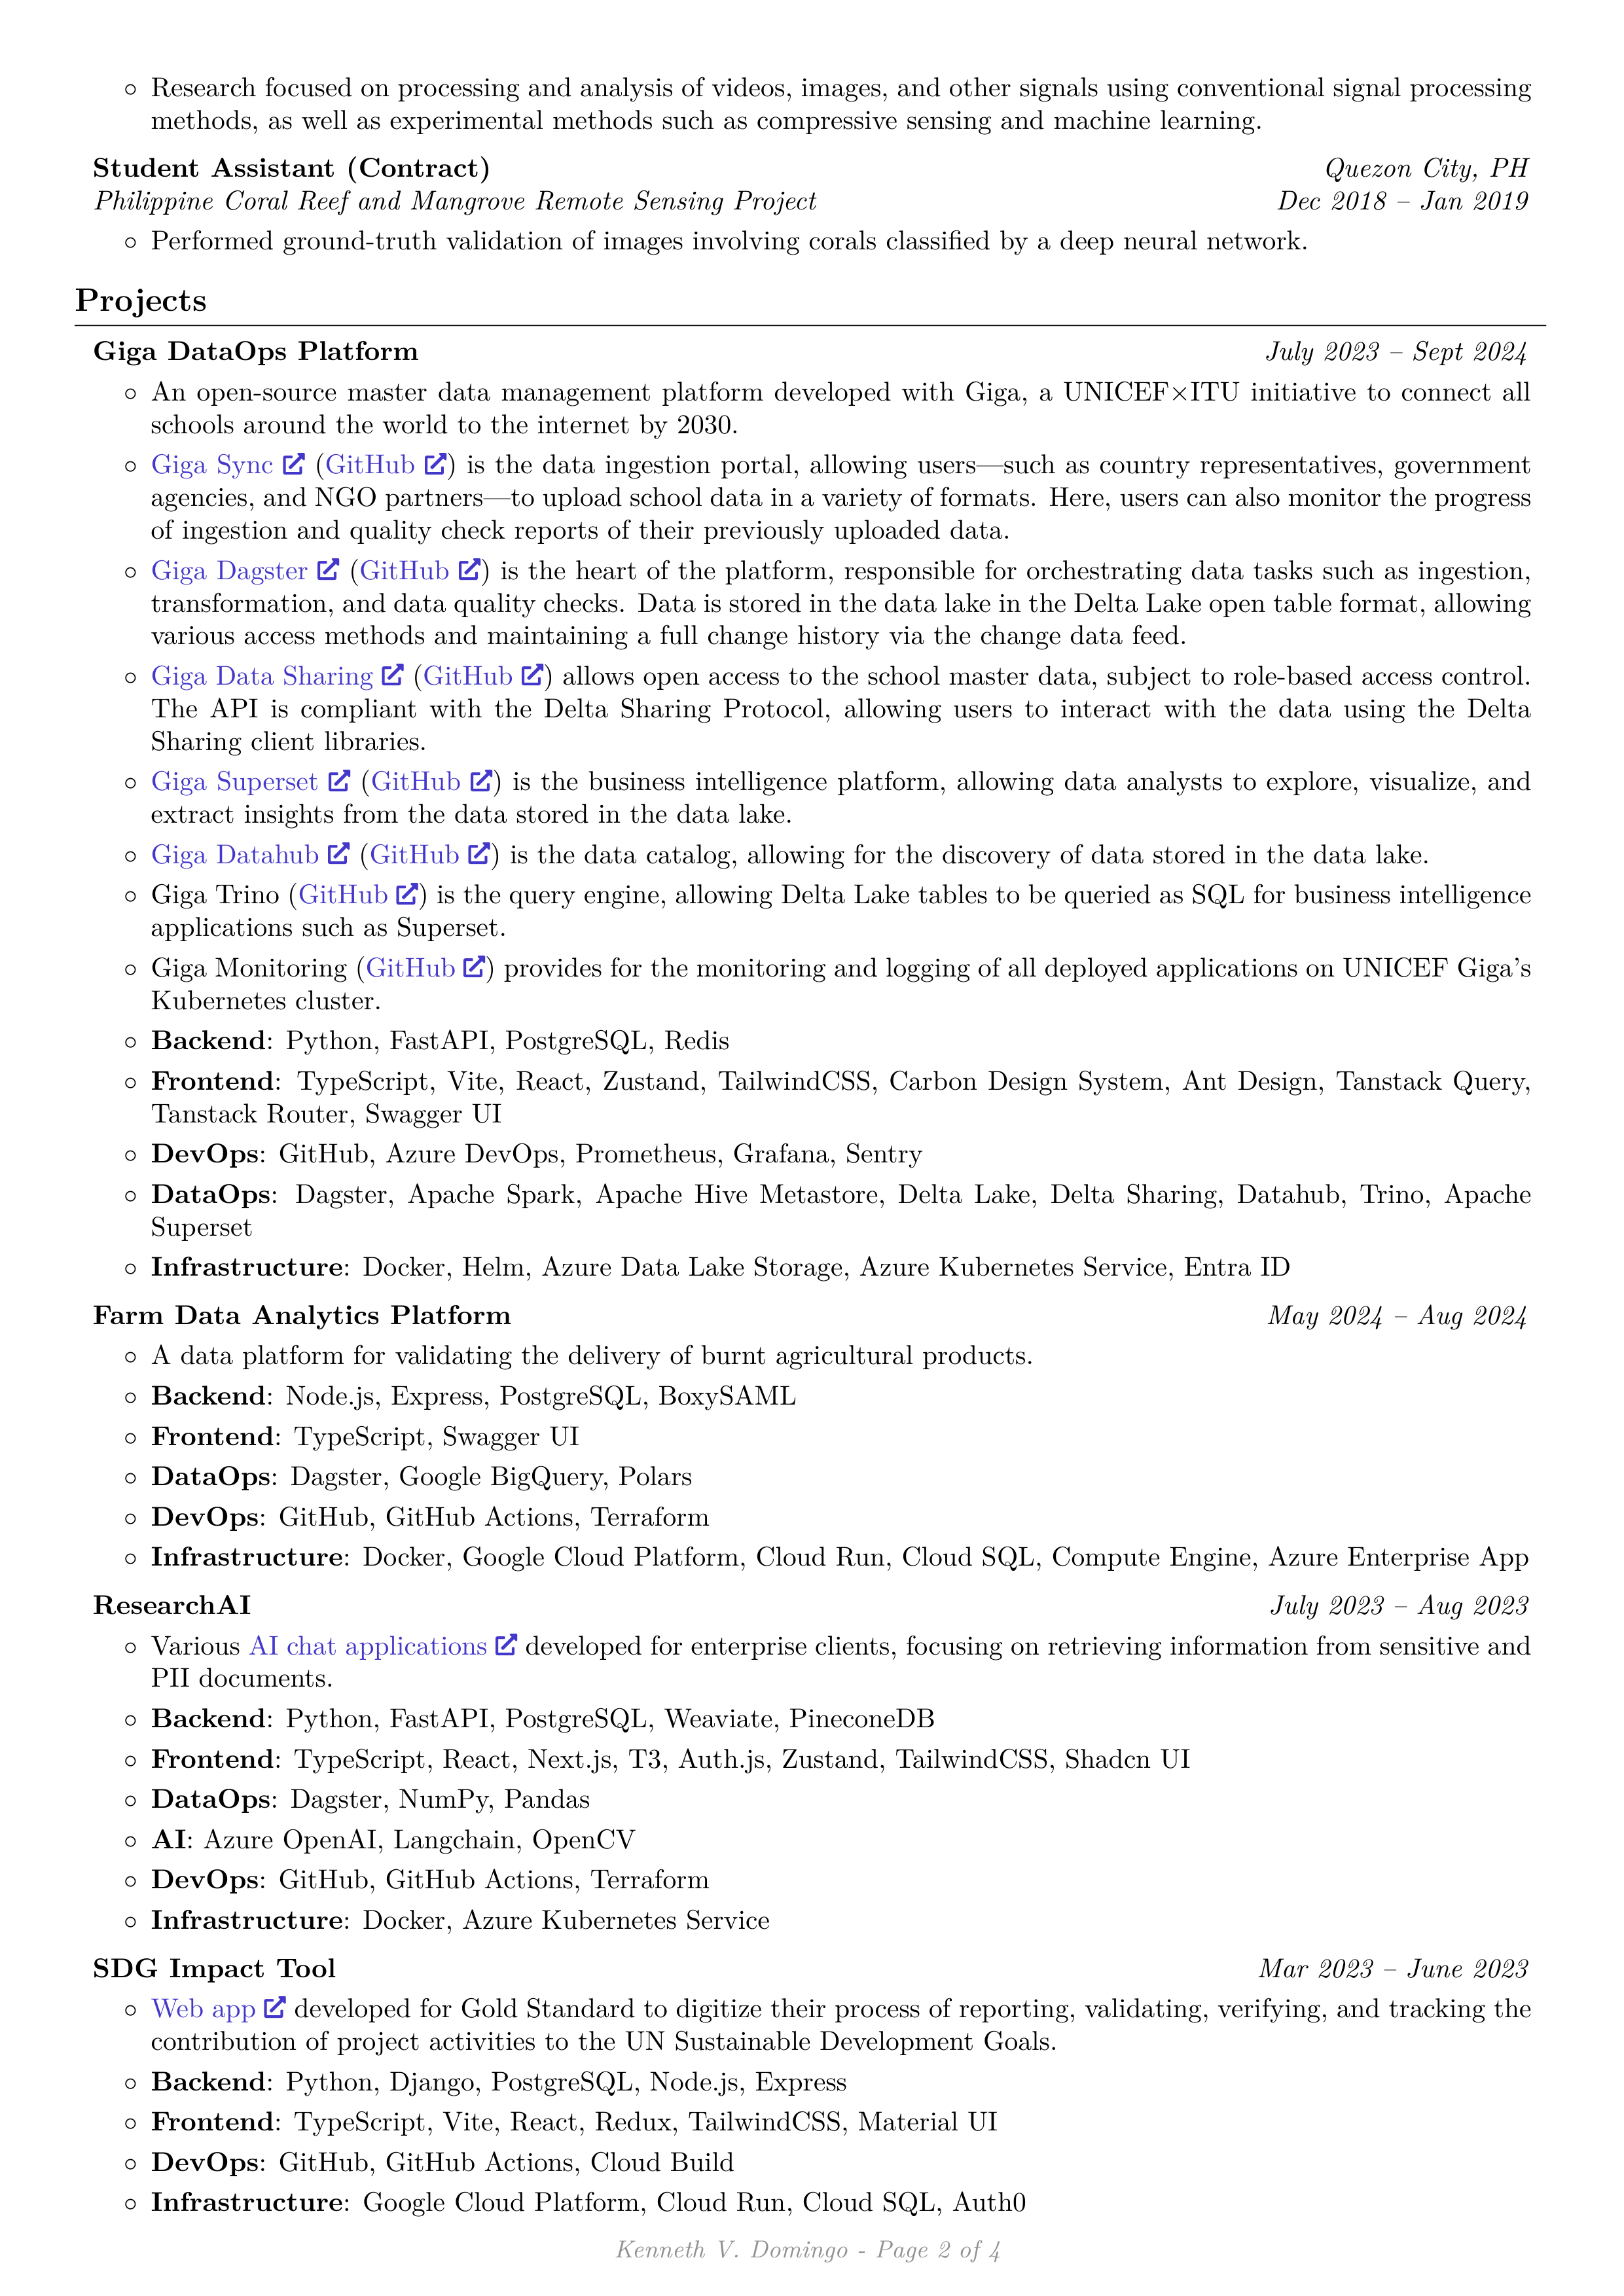 ◦ Research focused on processing and analysis of videos, images, and other signals using conventional signal processing
methods, as well as experimental methods such as compressive sensing and machine learning.
Student Assistant (Contract) Quezon City, PH
Philippine Coral Reef and Mangrove Remote Sensing Project Dec 2018 – Jan 2019
◦ Performed ground-truth validation of images involving corals classified by a deep neural network.
Projects
Giga DataOps Platform July 2023 – Sept 2024
◦ An open-source master data management platform developed with Giga, a UNICEF×ITU initiative to connect all
schools around the world to the internet by 2030.
◦ Giga Sync (GitHub) is the data ingestion portal, allowing users—such as country representatives, government
agencies, and NGO partners—to upload school data in a variety of formats. Here, users can also monitor the progress
of ingestion and quality check reports of their previously uploaded data.
◦ Giga Dagster (GitHub) is the heart of the platform, responsible for orchestrating data tasks such as ingestion,
transformation, and data quality checks. Data is stored in the data lake in the Delta Lake open table format, allowing
various access methods and maintaining a full change history via the change data feed.
◦ Giga Data Sharing (GitHub) allows open access to the school master data, subject to role-based access control.
The API is compliant with the Delta Sharing Protocol, allowing users to interact with the data using the Delta
Sharing client libraries.
◦ Giga Superset (GitHub) is the business intelligence platform, allowing data analysts to explore, visualize, and
extract insights from the data stored in the data lake.
◦ Giga Datahub (GitHub) is the data catalog, allowing for the discovery of data stored in the data lake.
◦ Giga Trino (GitHub) is the query engine, allowing Delta Lake tables to be queried as SQL for business intelligence
applications such as Superset.
◦ Giga Monitoring (GitHub) provides for the monitoring and logging of all deployed applications on UNICEF Giga’s
Kubernetes cluster.
◦ Backend: Python, FastAPI, PostgreSQL, Redis
◦ Frontend: TypeScript, Vite, React, Zustand, TailwindCSS, Carbon Design System, Ant Design, Tanstack Query,
Tanstack Router, Swagger UI
◦ DevOps: GitHub, Azure DevOps, Prometheus, Grafana, Sentry
◦ DataOps: Dagster, Apache Spark, Apache Hive Metastore, Delta Lake, Delta Sharing, Datahub, Trino, Apache
Superset
◦ Infrastructure: Docker, Helm, Azure Data Lake Storage, Azure Kubernetes Service, Entra ID
Farm Data Analytics Platform May 2024 – Aug 2024
◦ A data platform for validating the delivery of burnt agricultural products.
◦ Backend: Node.js, Express, PostgreSQL, BoxySAML
◦ Frontend: TypeScript, Swagger UI
◦ DataOps: Dagster, Google BigQuery, Polars
◦ DevOps: GitHub, GitHub Actions, Terraform
◦ Infrastructure: Docker, Google Cloud Platform, Cloud Run, Cloud SQL, Compute Engine, Azure Enterprise App
ResearchAI July 2023 – Aug 2023
◦ Various AI chat applications developed for enterprise clients, focusing on retrieving information from sensitive and
PII documents.
◦ Backend: Python, FastAPI, PostgreSQL, Weaviate, PineconeDB
◦ Frontend: TypeScript, React, Next.js, T3, Auth.js, Zustand, TailwindCSS, Shadcn UI
◦ DataOps: Dagster, NumPy, Pandas
◦ AI: Azure OpenAI, Langchain, OpenCV
◦ DevOps: GitHub, GitHub Actions, Terraform
◦ Infrastructure: Docker, Azure Kubernetes Service
SDG Impact Tool Mar 2023 – June 2023
◦ Web app developed for Gold Standard to digitize their process of reporting, validating, verifying, and tracking the
contribution of project activities to the UN Sustainable Development Goals.
◦ Backend: Python, Django, PostgreSQL, Node.js, Express
◦ Frontend: TypeScript, Vite, React, Redux, TailwindCSS, Material UI
◦ DevOps: GitHub, GitHub Actions, Cloud Build
◦ Infrastructure: Google Cloud Platform, Cloud Run, Cloud SQL, Auth0
Kenneth V. Domingo - Page 2 of 4